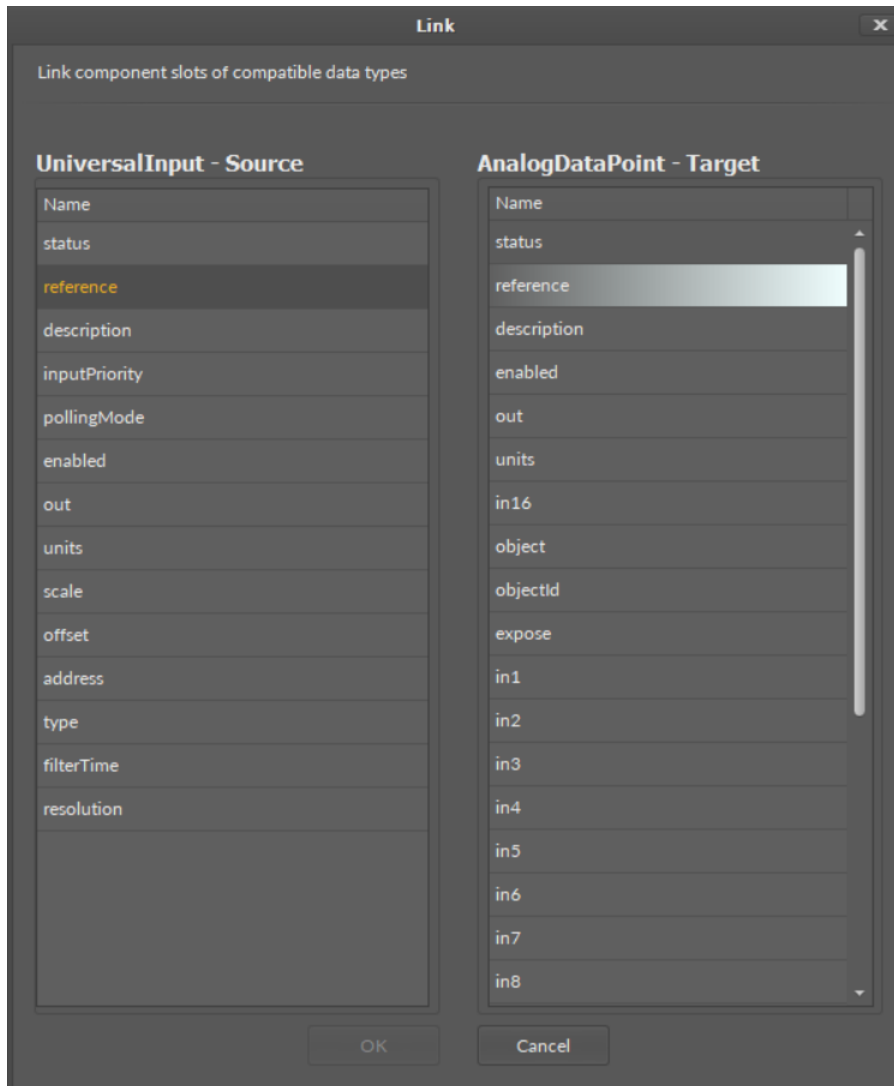 Link
x
Link component slots of compatible data types
UniversalInput - Source
Name
status
reference
description
inputPriority
pollingMode
enabled
out
units
scale
offset
address
type
filterTime
resolution
AnalogDataPoint - Target
Name
status
reference
description
enabled
out
units
in16
object
objectId
expose
in1
in2
in3
in4
in5
in6
in7
in8
OK
Cancel